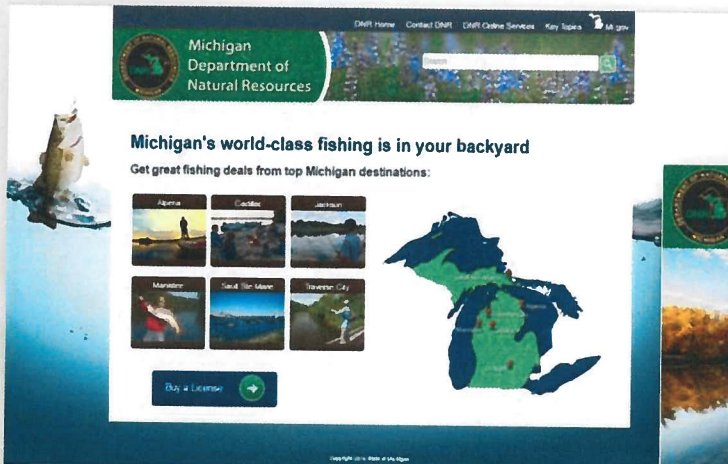 DNR Home Contact DNR DNR Online Services Key Topics Mi.gov
Michigan
Department of
Natural Resources
Search
Michigan's world-class fishing is in your backyard
Get great fishing deals from top Michigan destinations:
Alpena Cadillac Jackson
Manistee Sault Ste Marie Traverse City
Buy a License